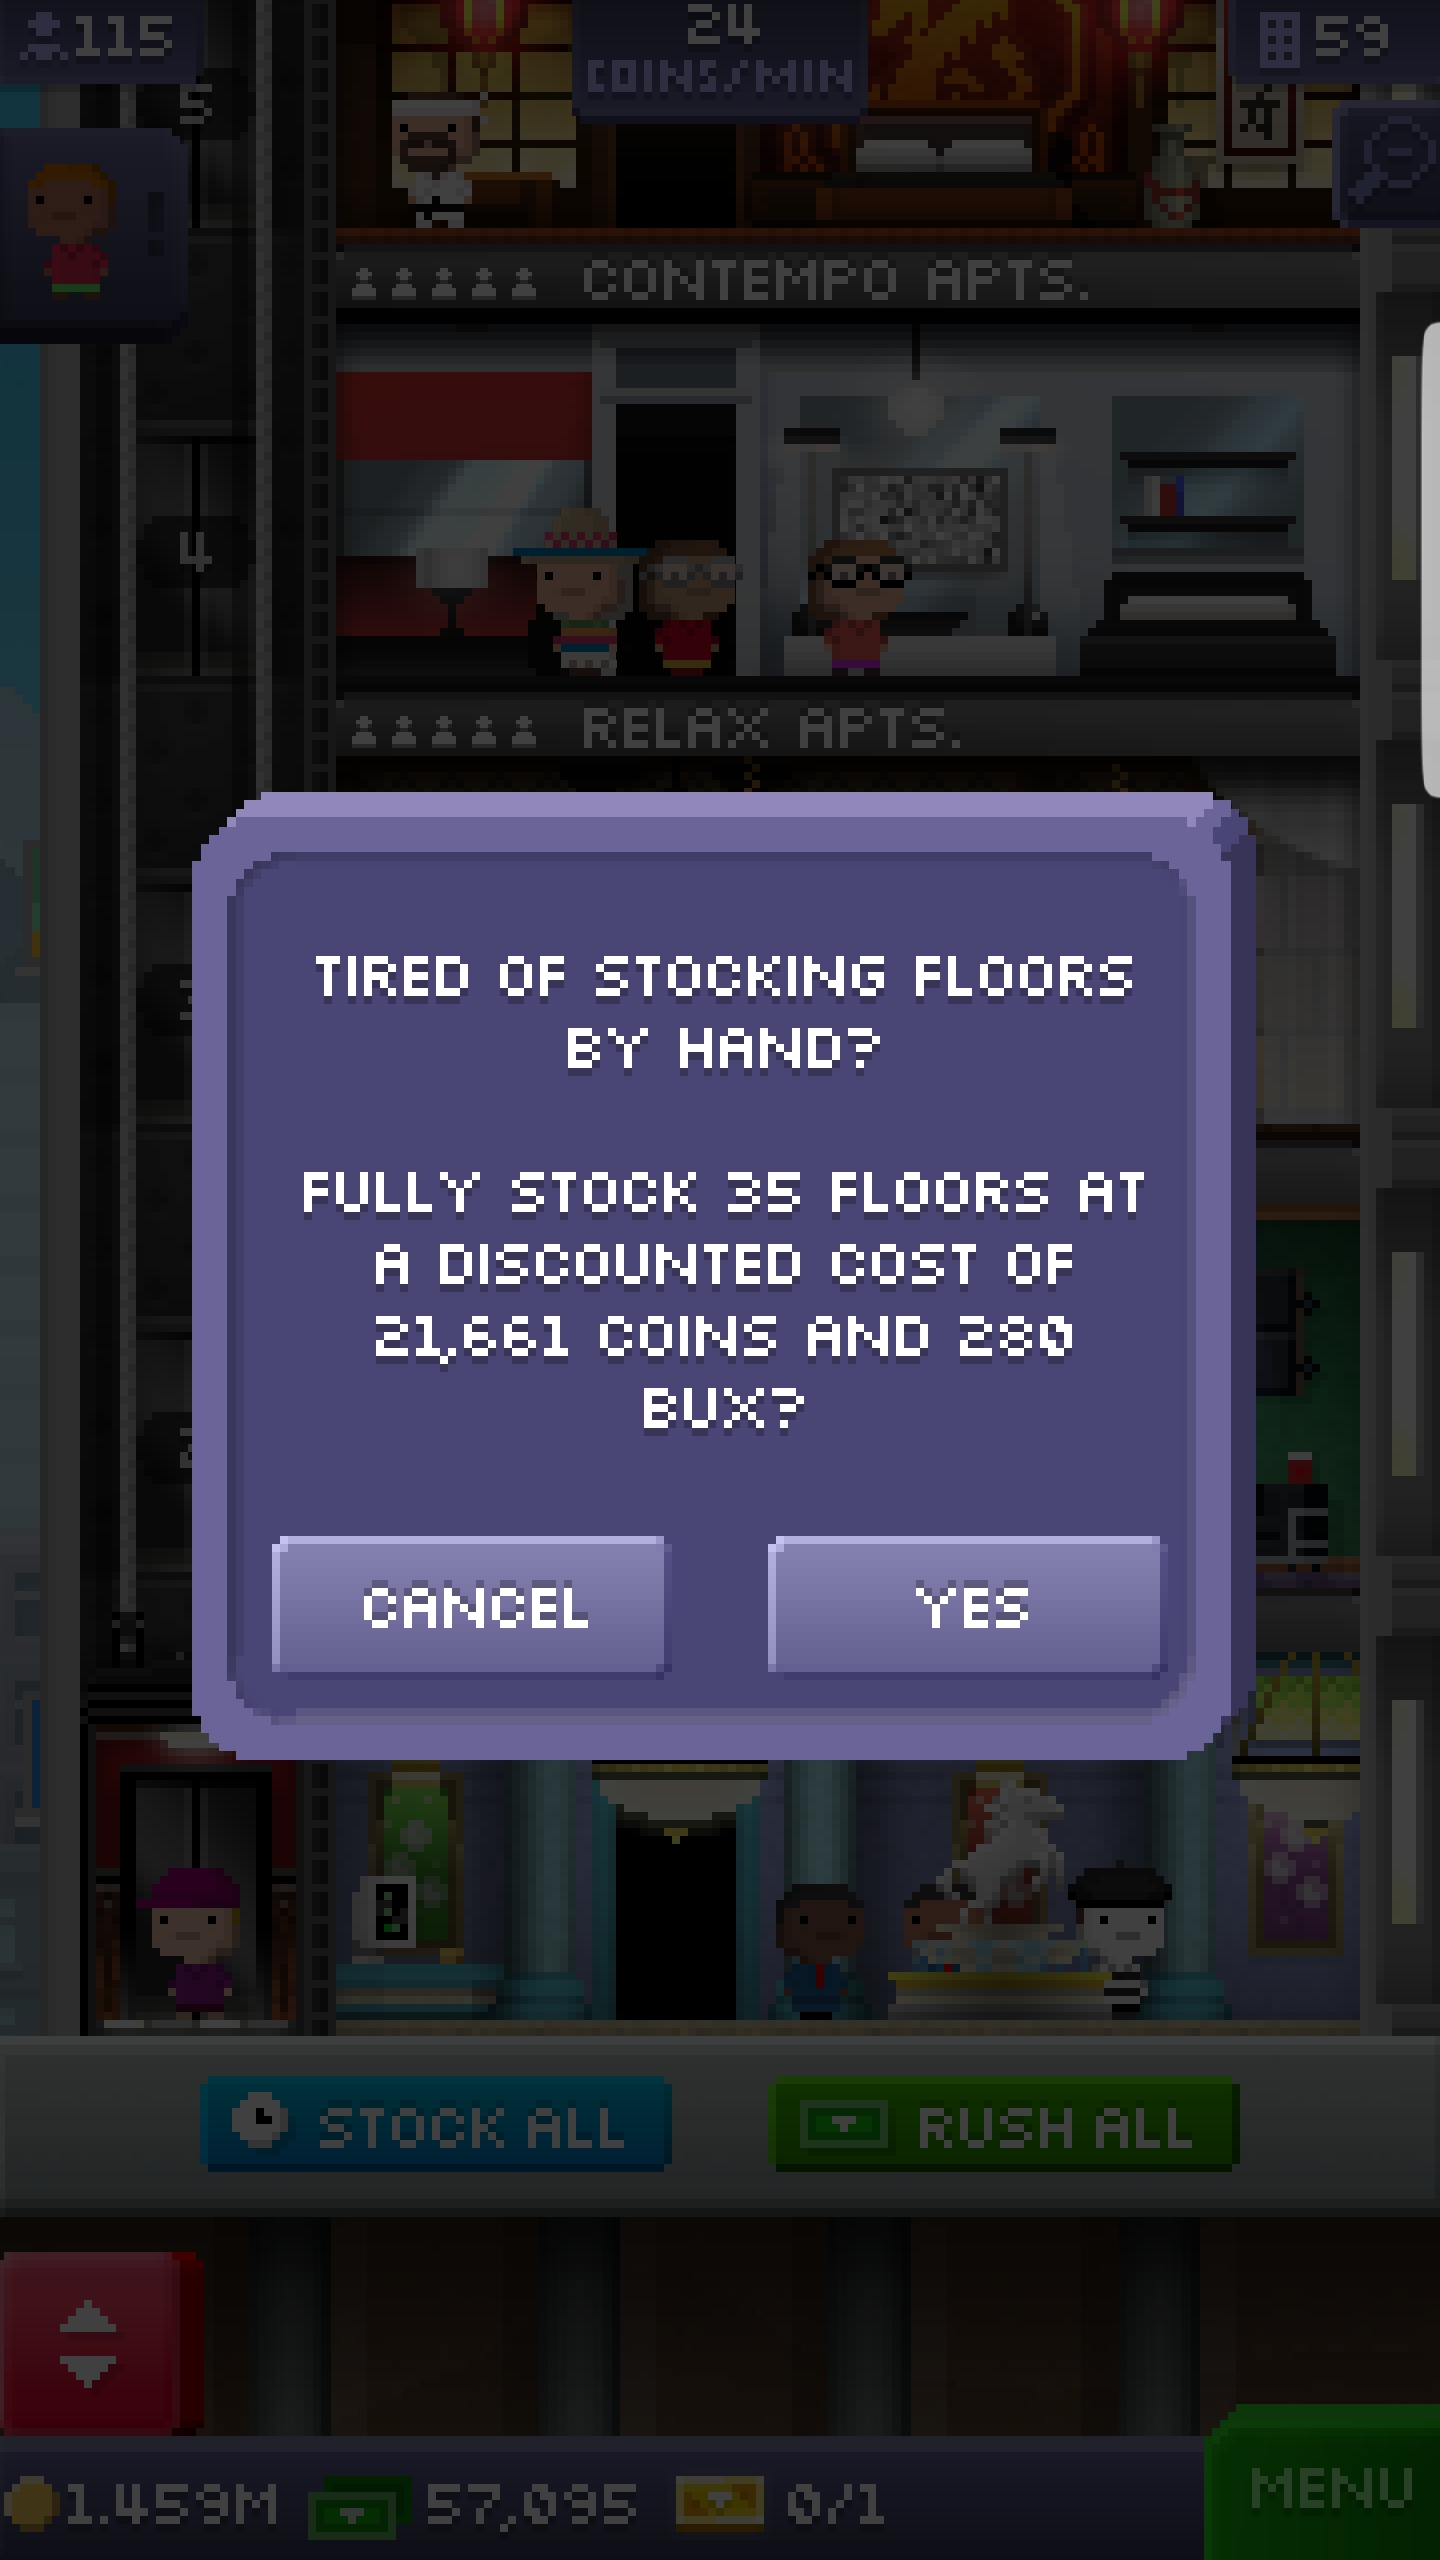 115
24
COINS/MIN
59
5
CONTEMPO APTS.
4
RELAX APTS.
TIRED OF STOCKING FLOORS
BY HAND?
FULLY STOCK 35 FLOORS AT
A DISCOUNTED COST OF
21,661 COINS AND 280
BUX?
CANCEL
YES
STOCK ALL
RUSH ALL
1.459M
57,095
0/1
MENU